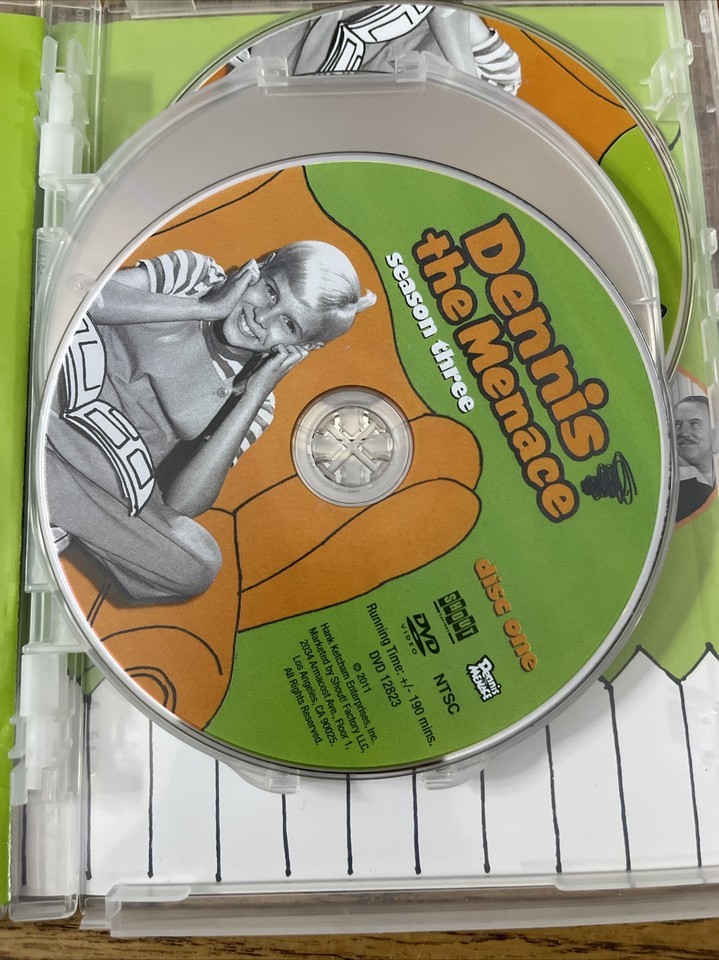 Dennis
the Menace
season three
disc one
SHOUT!
Dennis
the
MENACE
DVD
VIDEO
NTSC
Running Time: +/- 190 mins.
DVD 12823
© 2011
Hank Ketcham Enterprises, Inc.
Marketed by Shout! Factory LLC,
2034 Armacost Ave., Floor 1,
Los Angeles, CA 90025.
All Rights Reserved.